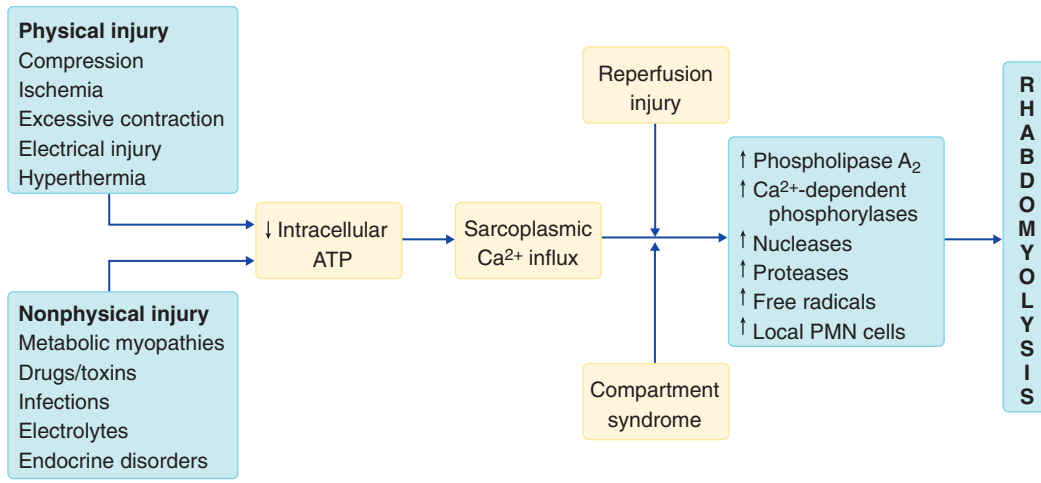 Physical injury
Compression
Ischemia
Excessive contraction
Electrical injury
Hyperthermia
Nonphysical injury
Metabolic myopathies
Drugs/toxins
Infections
Electrolytes
Endocrine disorders
↓ Intracellular
ATP
Sarcoplasmic
Ca²⁺ influx
Reperfusion
injury
Compartment
syndrome
↑ Phospholipase A₂
↑ Ca²⁺-dependent
phosphorylases
↑ Nucleases
↑ Proteases
↑ Free radicals
↑ Local PMN cells
R
H
A
B
D
O
M
Y
O
L
Y
S
I
S